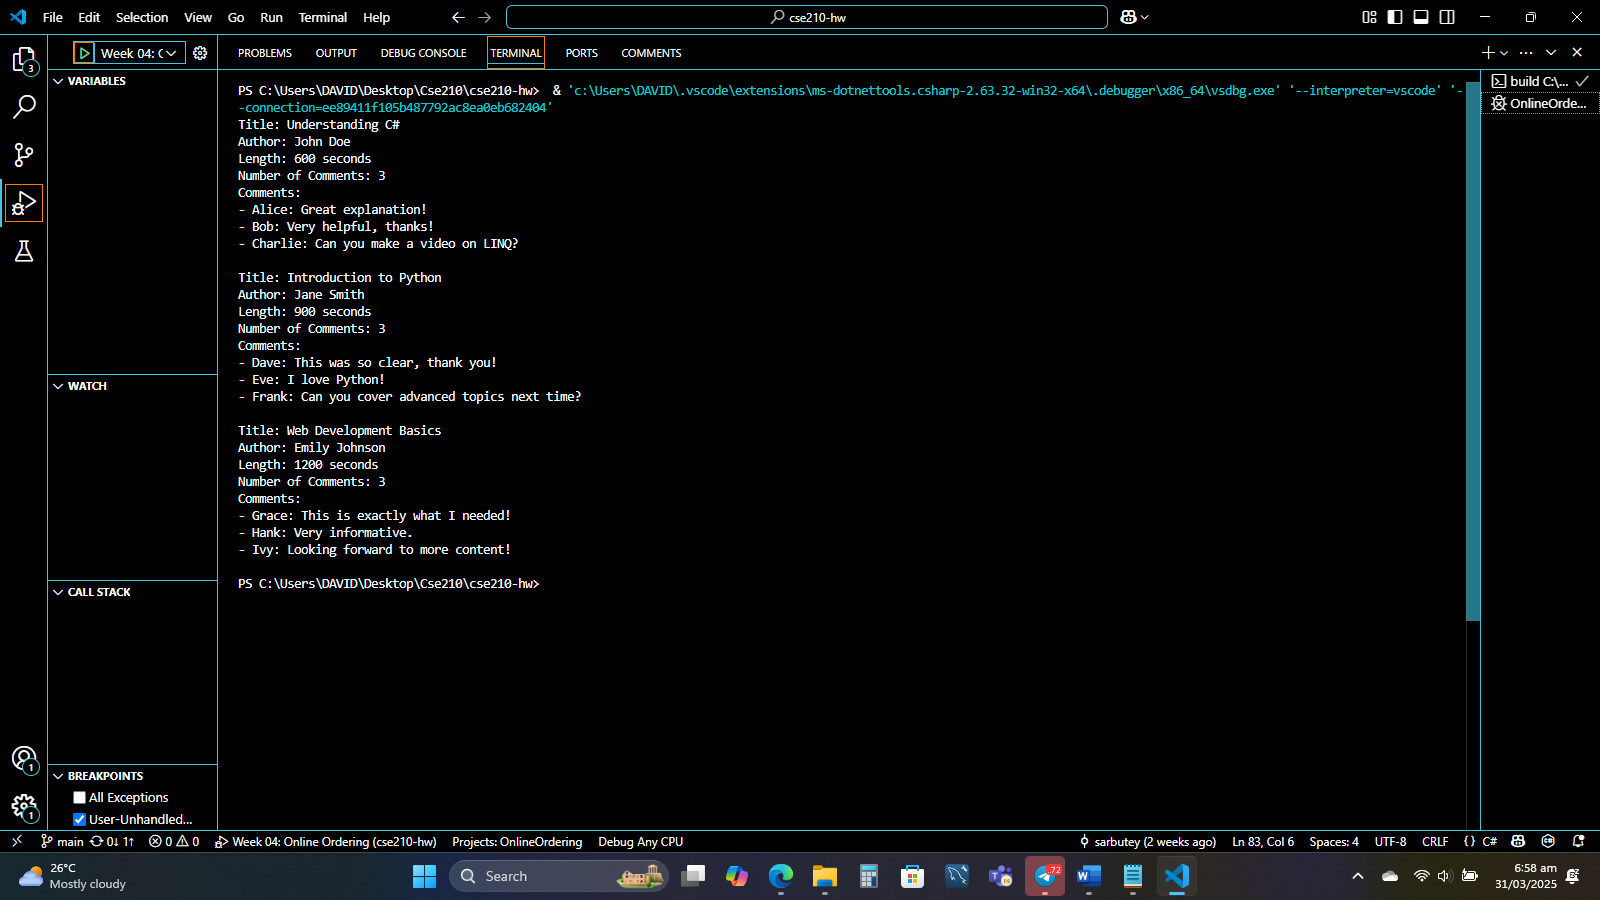 File Edit Selection View Go Run Terminal Help
cse210-hw
Week 04: C
PROBLEMS OUTPUT DEBUG CONSOLE TERMINAL PORTS COMMENTS
VARIABLES
WATCH
CALL STACK
BREAKPOINTS
All Exceptions
User-Unhandled...
3
1
1
PS C:\Users\DAVID\Desktop\Cse210\cse210-hw> & 'c:\Users\DAVID\.vscode\extensions\ms-dotnettools.csharp-2.63.32-win32-x64\.debugger\x86_64\vsdbg.exe' '--interpreter=vscode' '-
-connection=ee89411f105b487792ac8ea0eb682404'
Title: Understanding C#
Author: John Doe
Length: 600 seconds
Number of Comments: 3
Comments:
- Alice: Great explanation!
- Bob: Very helpful, thanks!
- Charlie: Can you make a video on LINQ?
Title: Introduction to Python
Author: Jane Smith
Length: 900 seconds
Number of Comments: 3
Comments:
- Dave: This was so clear, thank you!
- Eve: I love Python!
- Frank: Can you cover advanced topics next time?
Title: Web Development Basics
Author: Emily Johnson
Length: 1200 seconds
Number of Comments: 3
Comments:
- Grace: This is exactly what I needed!
- Hank: Very informative.
- Ivy: Looking forward to more content!
PS C:\Users\DAVID\Desktop\Cse210\cse210-hw>
build C:\...
OnlineOrde...
main 0↓ 1↑ 0 0 Week 04: Online Ordering (cse210-hw) Projects: OnlineOrdering Debug Any CPU sarbutey (2 weeks ago) Ln 83, Col 6 Spaces: 4 UTF-8 CRLF {} C#
26°C
Mostly cloudy
Search
72
6:58 am
31/03/2025